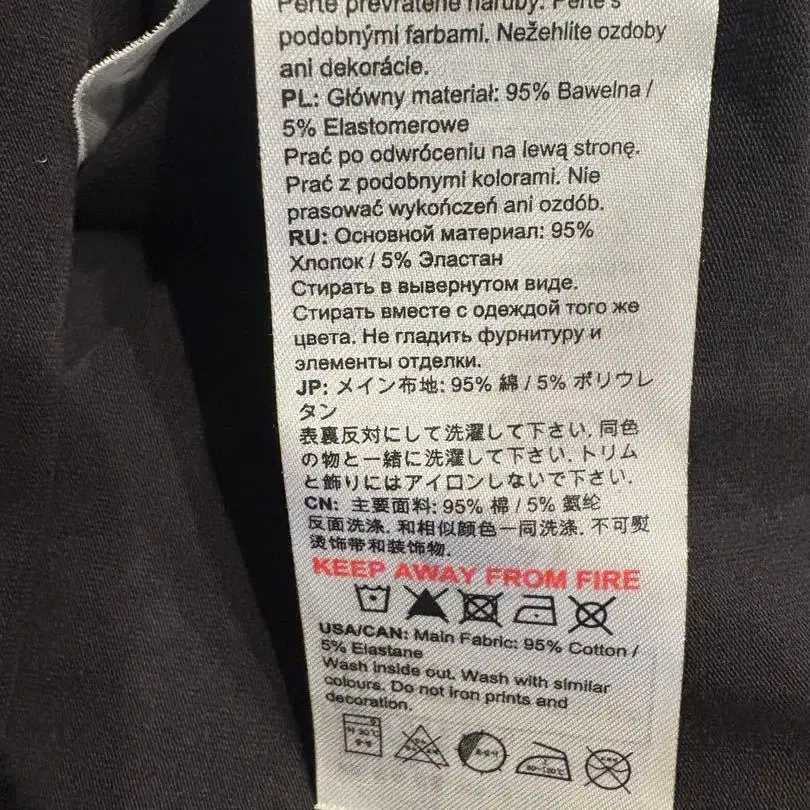 Perte prevrátené naruby. Perte s
podobnými farbami. Nežehlite ozdoby
ani dekorácie.
PL: Główny materiał: 95% Bawelna /
5% Elastomerowe
Prać po odwróceniu na lewą stronę.
Prać z podobnymi kolorami. Nie
prasować wykończeń ani ozdób.
RU: Основной материал: 95%
Хлопок / 5% Эластан
Стирать в вывернутом виде.
Стирать вместе с одеждой того же
цвета. Не гладить фурнитуру и
элементы отделки.
JP: メイン布地: 95% 綿 / 5% ポリウレ
タン
表裏反対にして洗濯して下さい. 同色
の物と一緒に洗濯して下さい. トリム
と飾りにはアイロンしないで下さい.
CN: 主要面料: 95% 棉 / 5% 氨纶
反面洗涤. 和相似颜色一同洗涤. 不可熨
烫饰带和装饰物.
KEEP AWAY FROM FIRE
USA/CAN: Main Fabric: 95% Cotton /
5% Elastane
Wash inside out. Wash with similar
colours. Do not iron prints and
decoration.